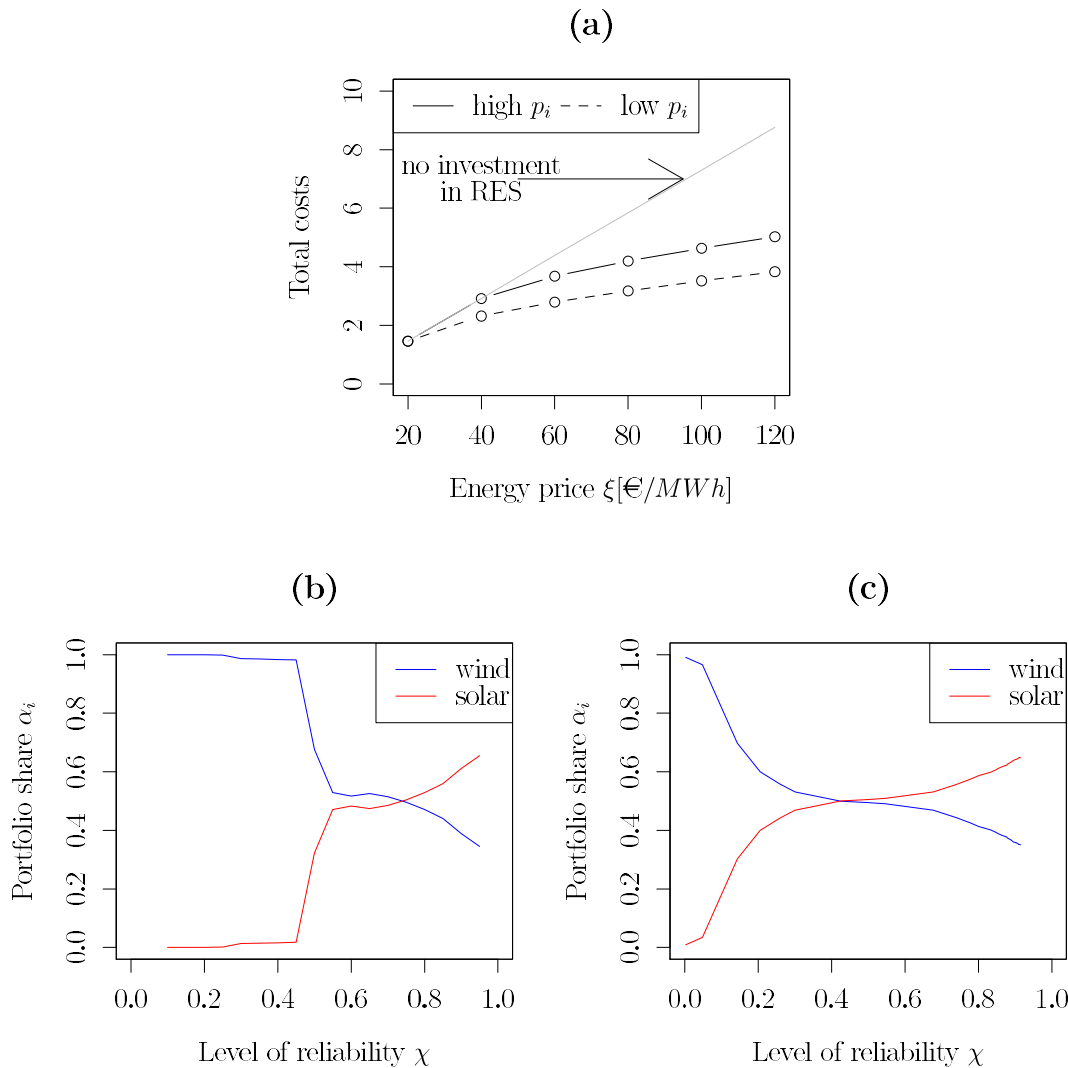 (a)
high pᵢ low pᵢ
no investment
in RES
Total costs
0 2 4 6 8 10
20 40 60 80 100 120
Energy price ξ[€/MWh]
(b)
wind
solar
Portfolio share αᵢ
0.0 0.2 0.4 0.6 0.8 1.0
0.0 0.2 0.4 0.6 0.8 1.0
Level of reliability χ
(c)
wind
solar
Portfolio share αᵢ
0.0 0.2 0.4 0.6 0.8 1.0
0.0 0.2 0.4 0.6 0.8 1.0
Level of reliability χ